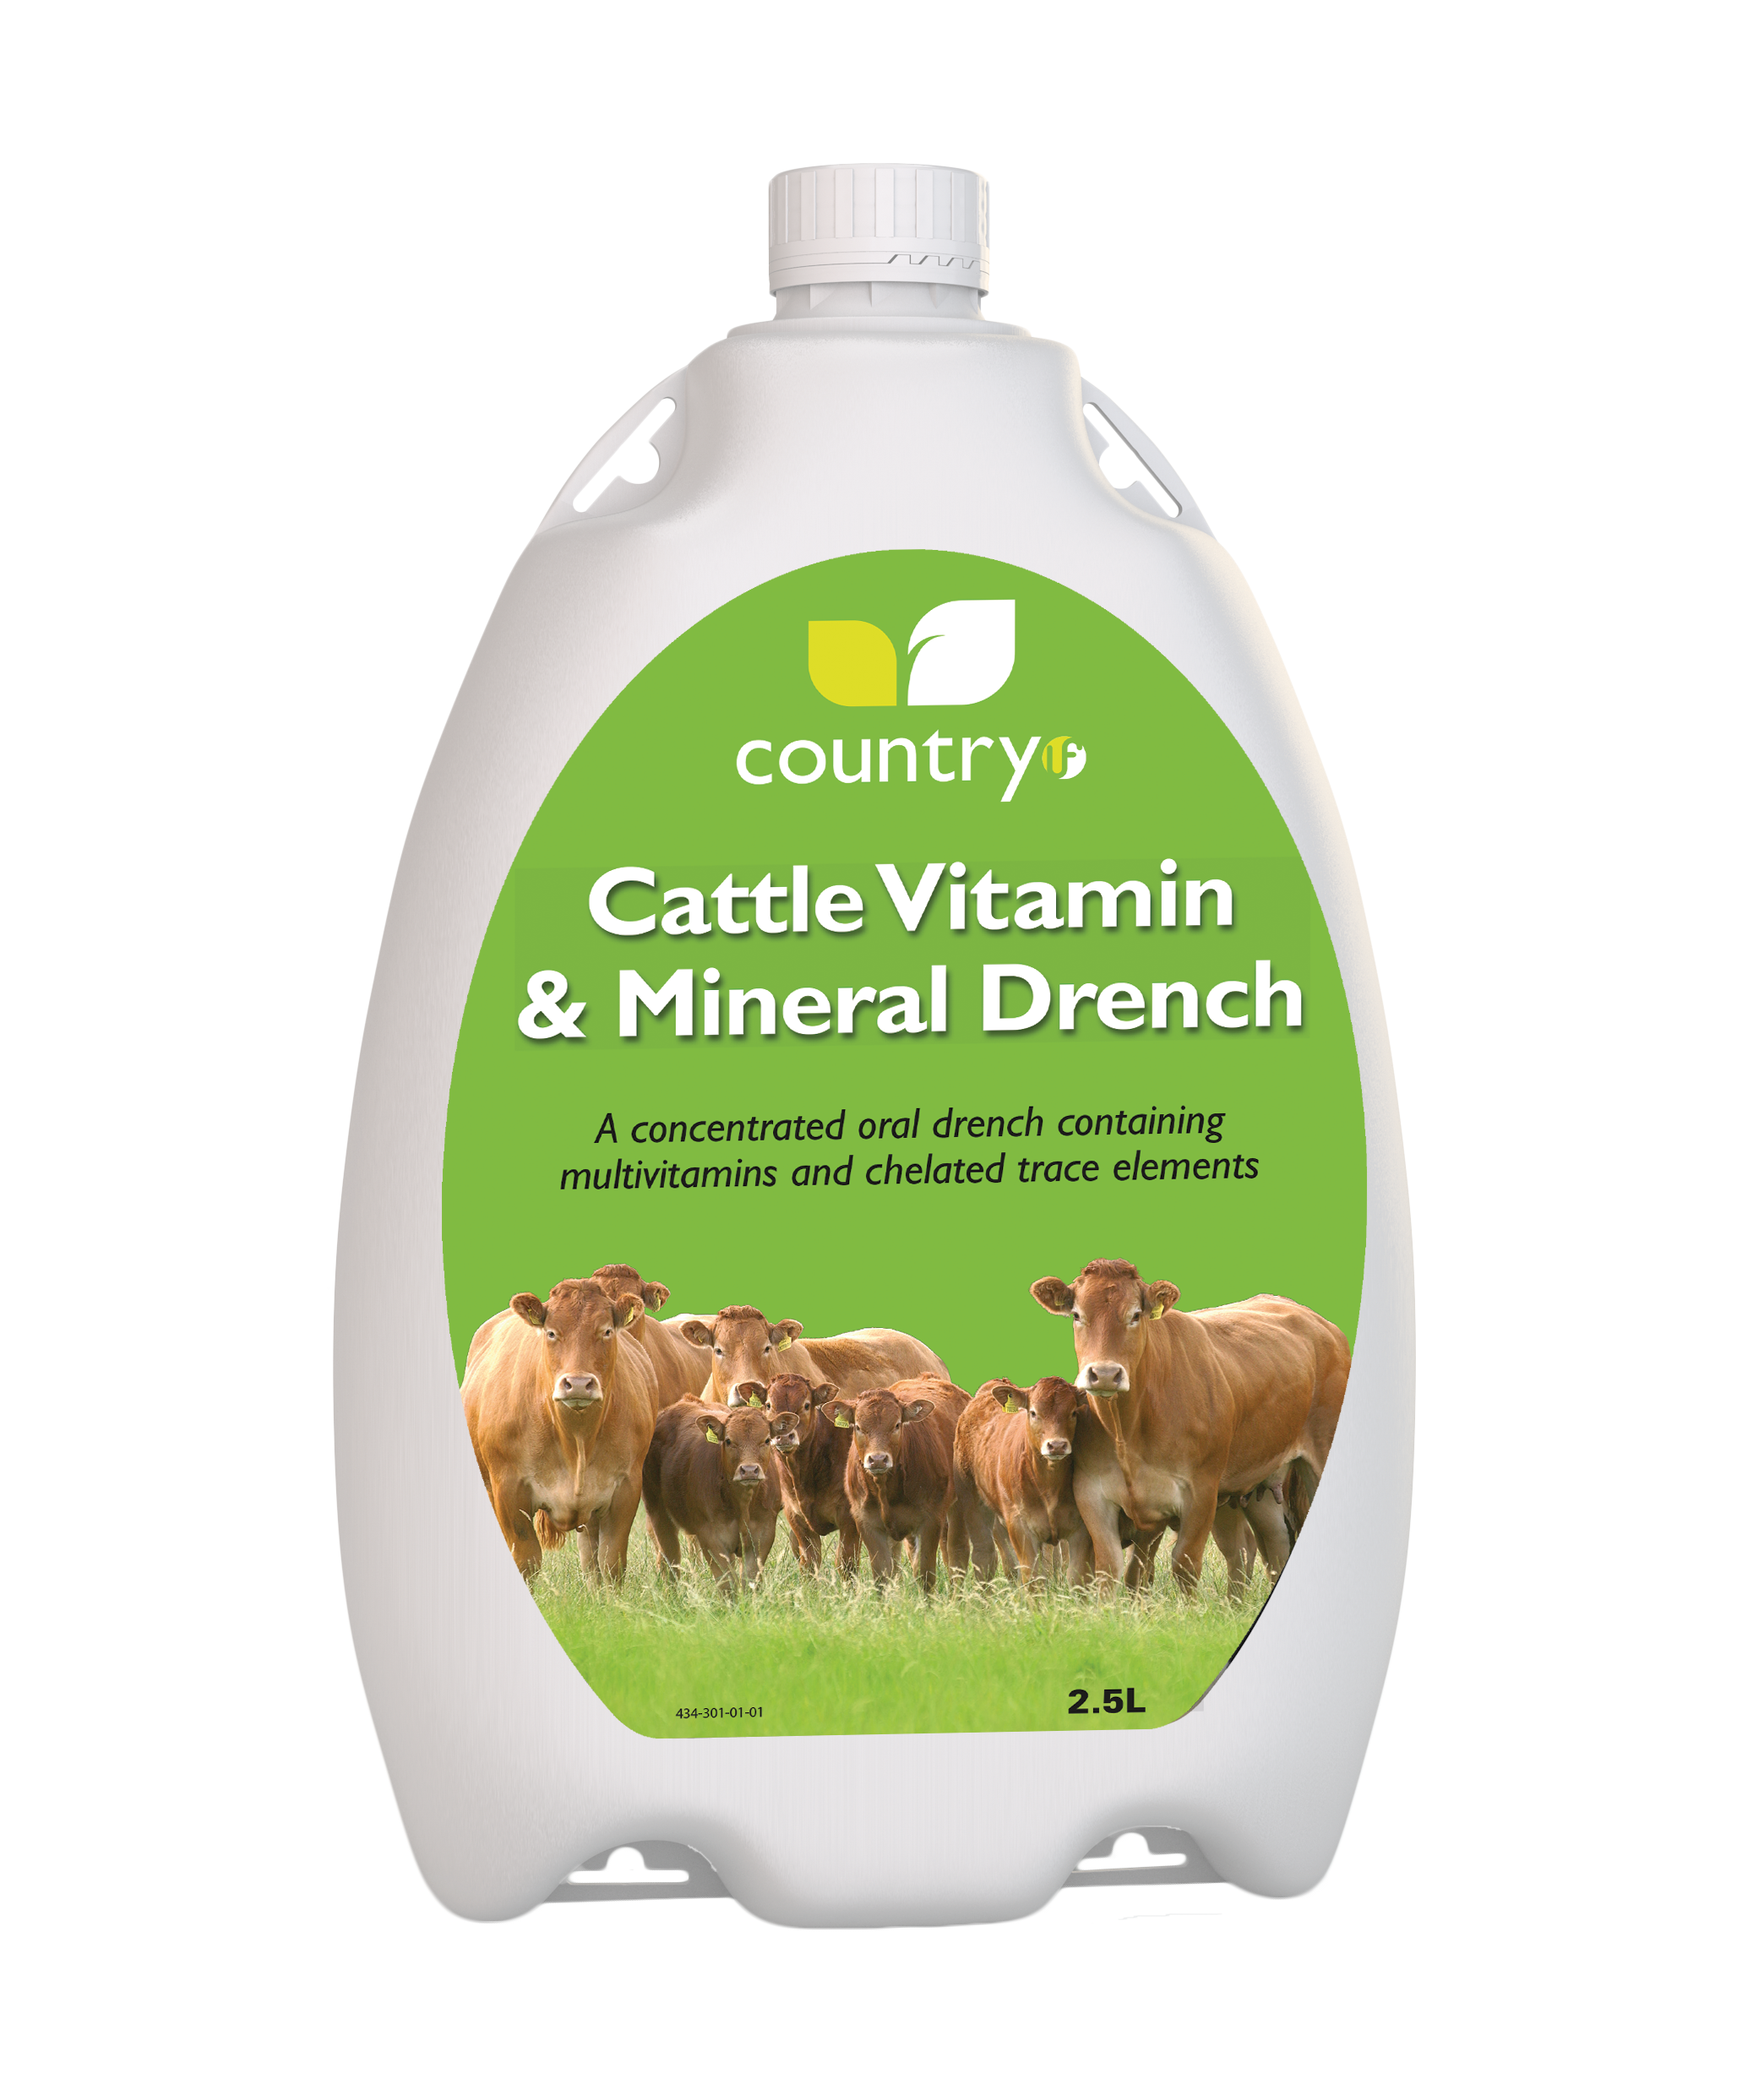 country UF
Cattle Vitamin
& Mineral Drench
A concentrated oral drench containing
multivitamins and chelated trace elements
434-301-01-01
2.5L